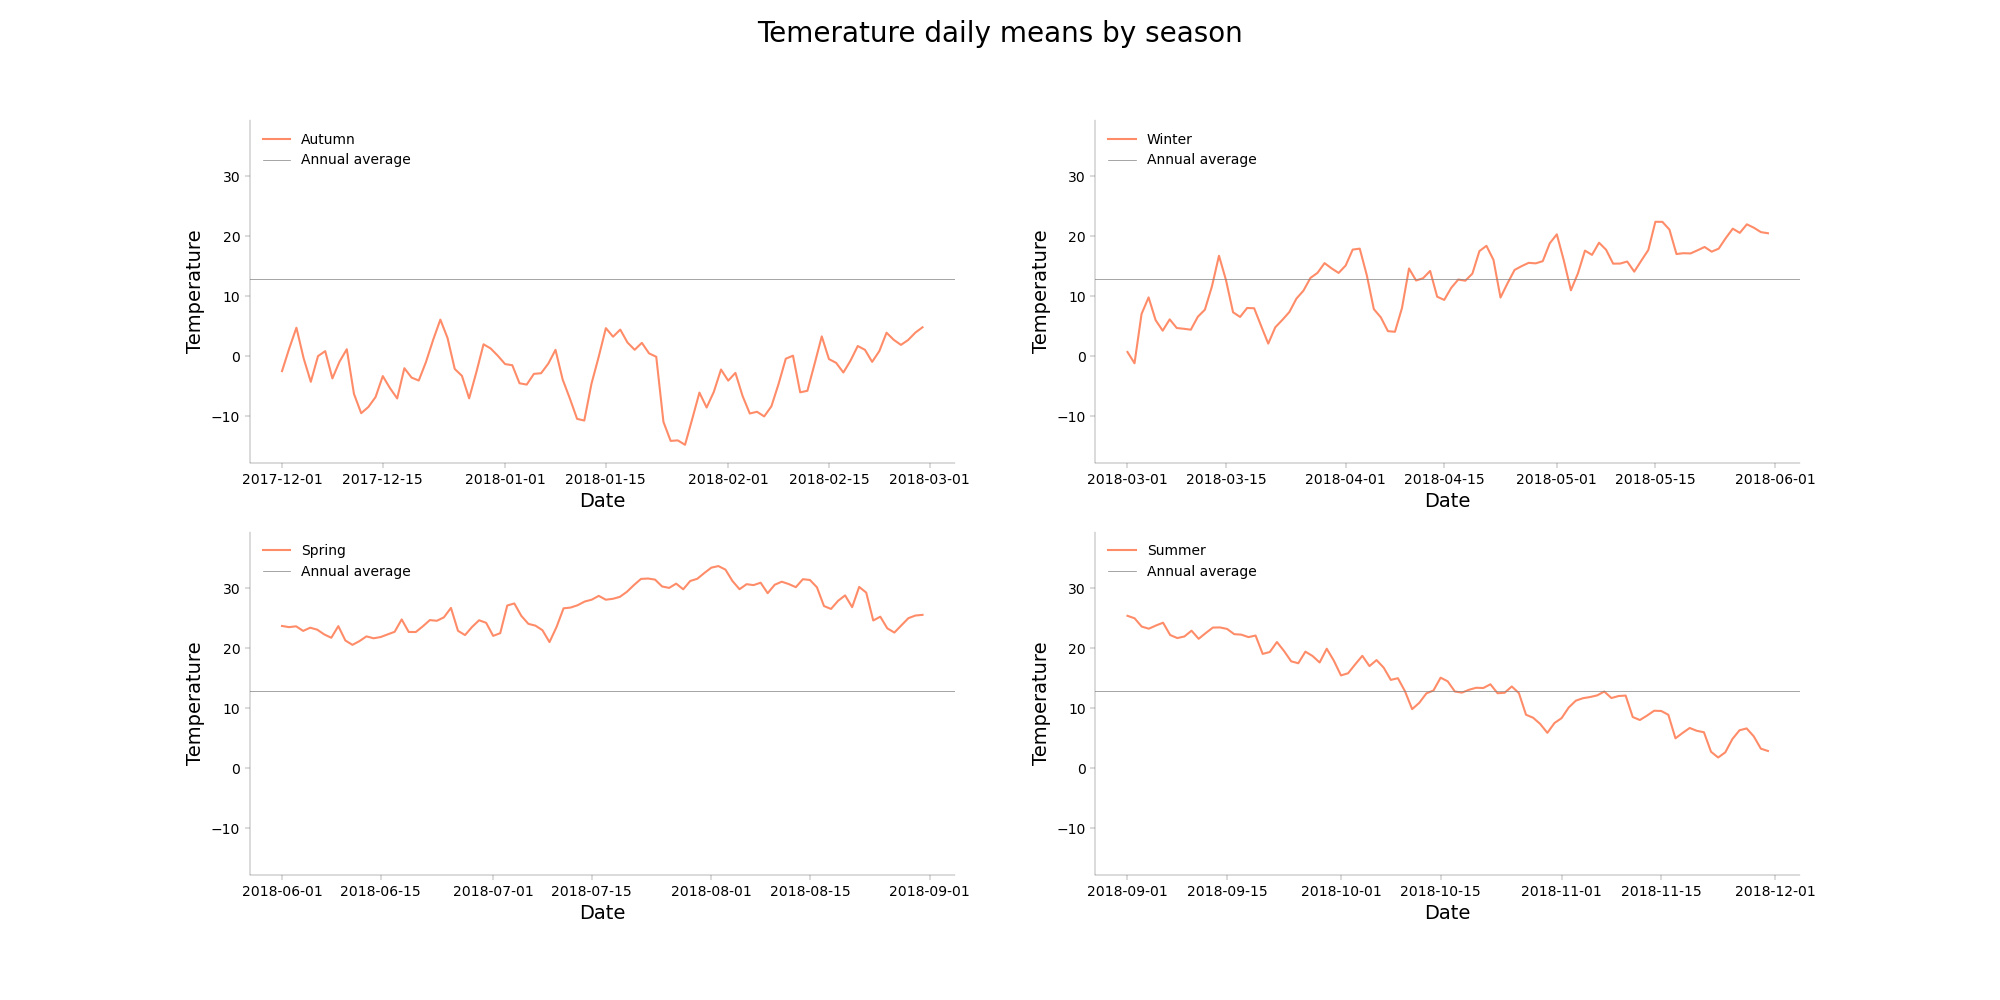 Temerature daily means by season
Autumn
Annual average
30
20
10
0
−10
Temperature
2017-12-01 2017-12-15 2018-01-01 2018-01-15 2018-02-01 2018-02-15 2018-03-01
Date
Winter
Annual average
30
20
10
0
−10
Temperature
2018-03-01 2018-03-15 2018-04-01 2018-04-15 2018-05-01 2018-05-15 2018-06-01
Date
Spring
Annual average
30
20
10
0
−10
Temperature
2018-06-01 2018-06-15 2018-07-01 2018-07-15 2018-08-01 2018-08-15 2018-09-01
Date
Summer
Annual average
30
20
10
0
−10
Temperature
2018-09-01 2018-09-15 2018-10-01 2018-10-15 2018-11-01 2018-11-15 2018-12-01
Date